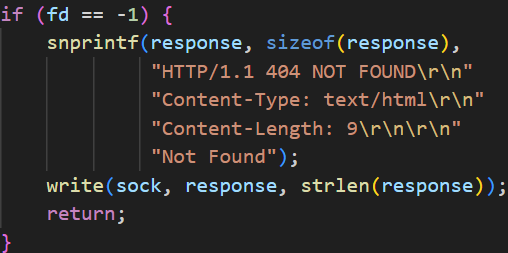 if (fd == -1) {
snprintf(response, sizeof(response),
"HTTP/1.1 404 NOT FOUND\r\n"
"Content-Type: text/html\r\n"
"Content-Length: 9\r\n\r\n"
"Not Found");
write(sock, response, strlen(response));
return;
}